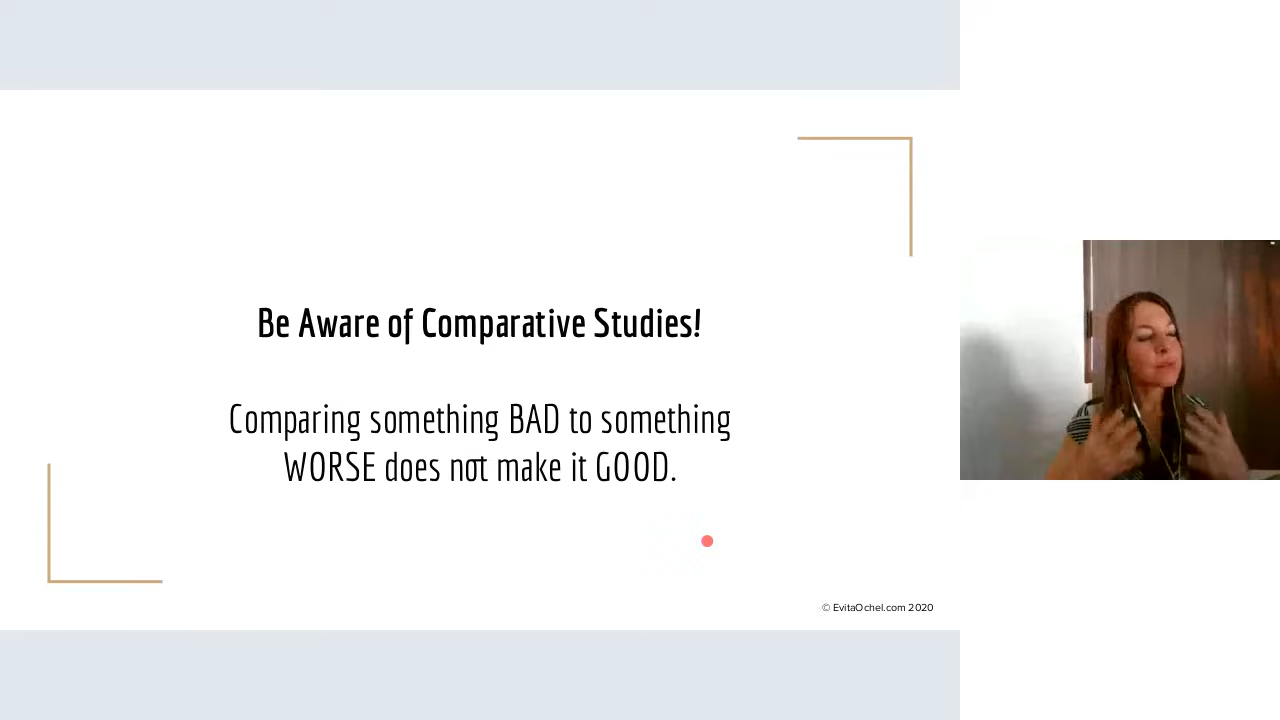 Be Aware of Comparative Studies!
Comparing something BAD to something
WORSE does not make it GOOD.
© EvitaOchel.com 2020